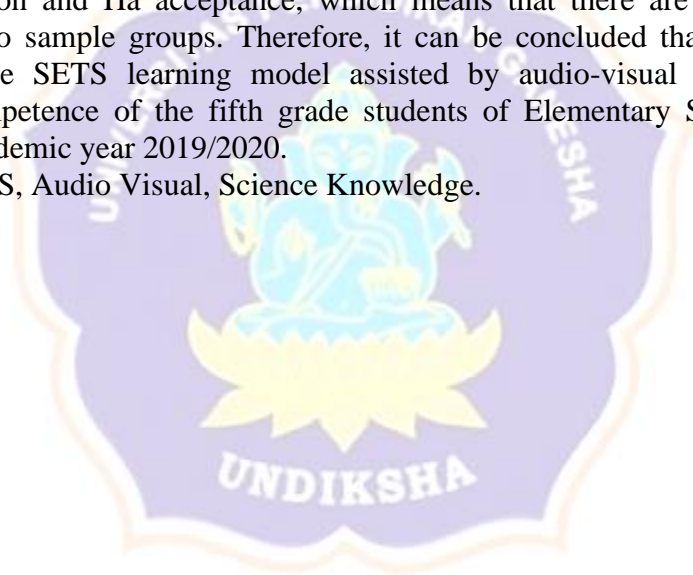 on and Ha acceptance, which means that there are
o sample groups. Therefore, it can be concluded tha
e SETS learning model assisted by audio-visual
petence of the fifth grade students of Elementary S
demic year 2019/2020.
S, Audio Visual, Science Knowledge.
GANESHA
UNDIKSHA